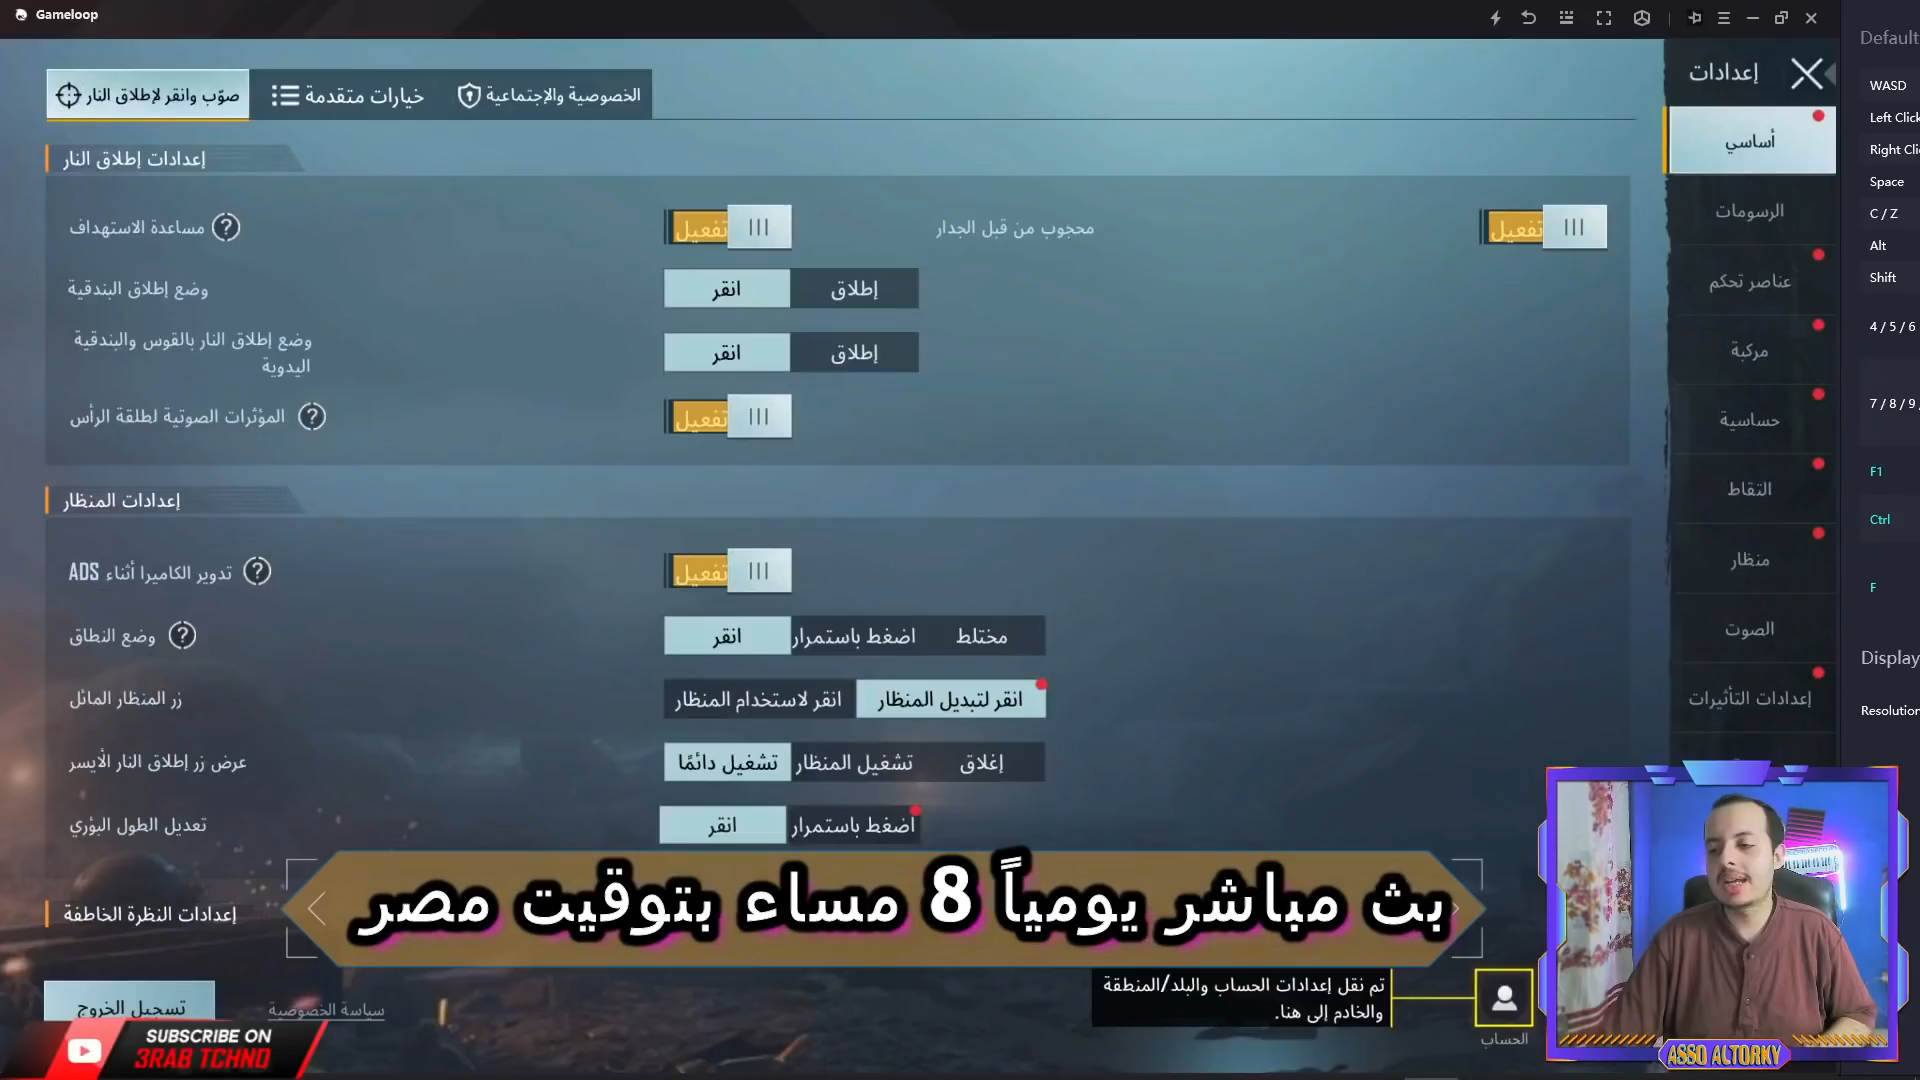 Gameloop
صوّب وانقر لإطلاق النار
خيارات متقدمة
الخصوصية والإجتماعية
إعدادات
إعدادات إطلاق النار
مساعدة الاستهداف ?
تفعيل
محجوب من قبل الجدار
تفعيل
وضع إطلاق البندقية
انقر
إطلاق
وضع إطلاق النار بالقوس والبندقية
اليدوية
انقر
إطلاق
المؤثرات الصوتية لطلقة الرأس ?
تفعيل
إعدادات المنظار
تدوير الكاميرا أثناء ADS ?
تفعيل
وضع النطاق ?
انقر
اضغط باستمرار
مختلط
زر المنظار المائل
انقر لاستخدام المنظار
انقر لتبديل المنظار
عرض زر إطلاق النار الأيسر
تشغيل دائمًا
تشغيل المنظار
إغلاق
تعديل الطول البؤري
انقر
اضغط باستمرار
إعدادات النظرة الخاطفة
بث مباشر يومياً 8 مساء بتوقيت مصر
تسجيل الخروج
سياسة الخصوصية
تم نقل إعدادات الحساب والبلد/المنطقة
والخادم إلى هنا.
الحساب
SUBSCRIBE ON
3RAB TCHNO
أساسي
الرسومات
عناصر تحكم
مركبة
حساسية
التقاط
منظار
الصوت
إعدادات التأثيرات
Default
WASD
Left Click
Right Cli
Space
C / Z
Alt
Shift
4 / 5 / 6
7 / 8 / 9
F1
Ctrl
F
Display
Resolution
ASSO ALTORKY